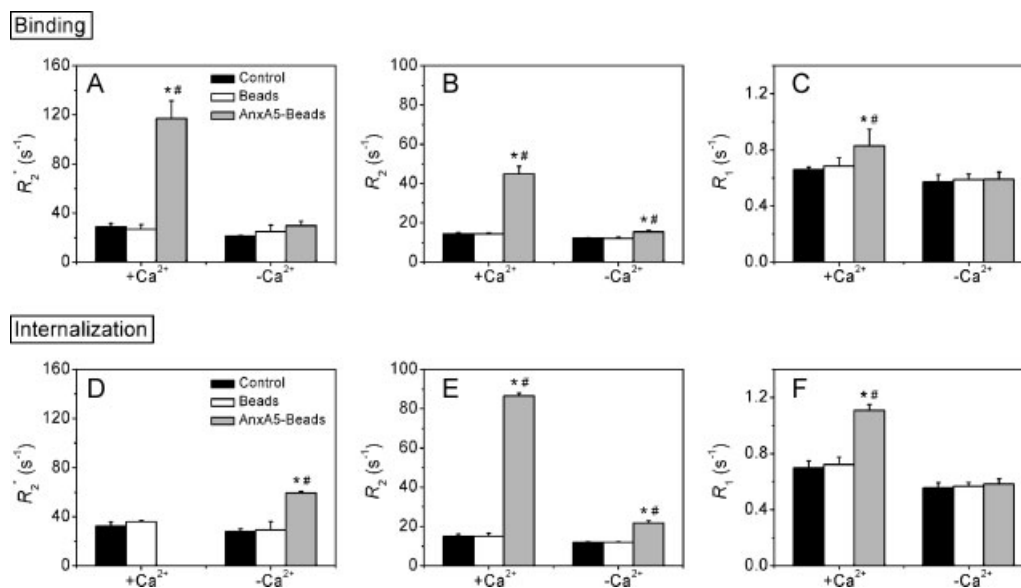 Binding
A
Control
Beads
AnxA5-Beads
* #
R2* (s-1)
160
120
80
40
0
+Ca2+
-Ca2+
B
* #
* #
R2 (s-1)
100
80
60
40
20
0
+Ca2+
-Ca2+
C
* #
R1 (s-1)
1.2
0.8
0.4
0.0
+Ca2+
-Ca2+
Internalization
D
Control
Beads
AnxA5-Beads
* #
R2* (s-1)
160
120
80
40
0
+Ca2+
-Ca2+
E
* #
* #
R2 (s-1)
100
80
60
40
20
0
+Ca2+
-Ca2+
F
* #
R1 (s-1)
1.2
0.8
0.4
0.0
+Ca2+
-Ca2+